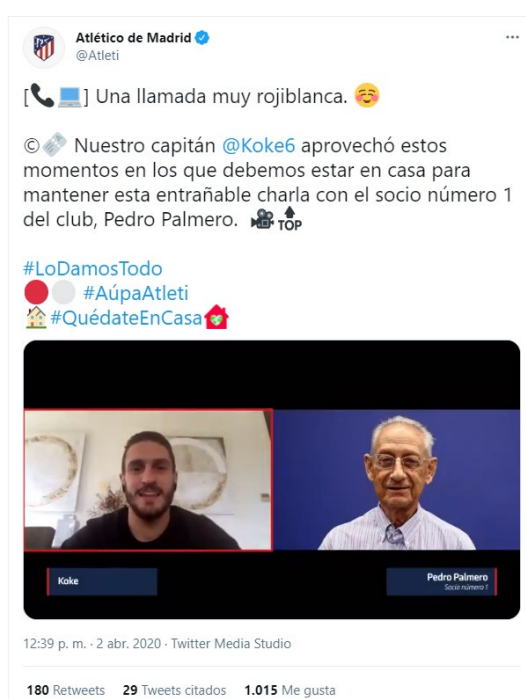 Atlético de Madrid
@Atleti
[📞💻] Una llamada muy rojiblanca. ☺️
©️🗞️ Nuestro capitán @Koke6 aprovechó estos
momentos en los que debemos estar en casa para
mantener esta entrañable charla con el socio número 1
del club, Pedro Palmero. 🎥🔝
#LoDamosTodo
🔴⚪ #AúpaAtleti
🏡#QuédateEnCasa
Koke
Pedro Palmero
Socio número 1
12:39 p. m. · 2 abr. 2020 · Twitter Media Studio
180 Retweets 29 Tweets citados 1.015 Me gusta